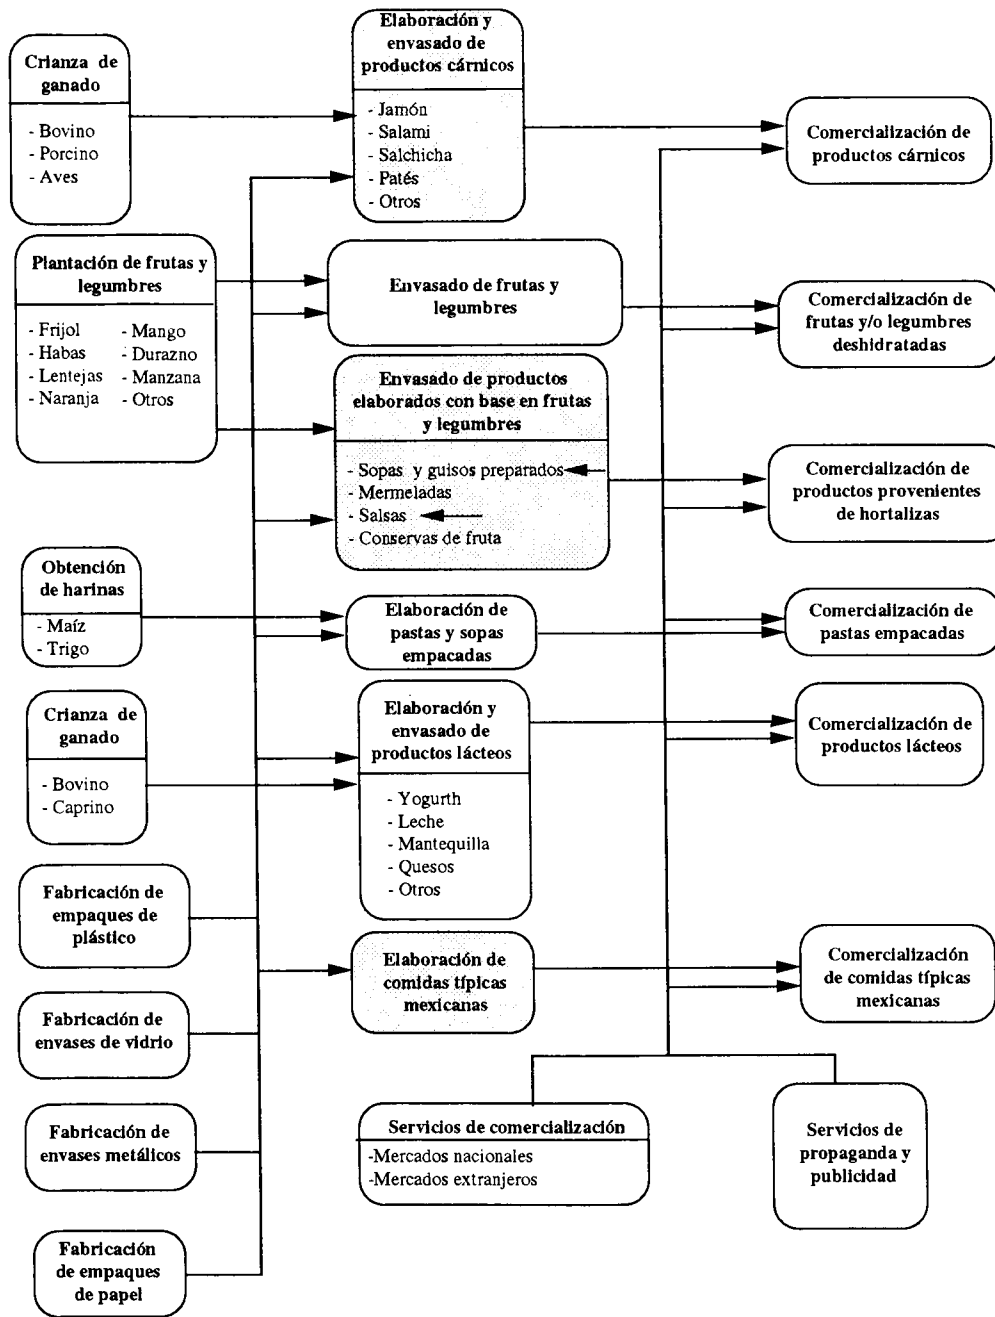 Crianza de
ganado
- Bovino
- Porcino
- Aves
Plantación de frutas y
legumbres
- Frijol
- Habas
- Lentejas
- Naranja
- Mango
- Durazno
- Manzana
- Otros
Obtención
de harinas
- Maíz
- Trigo
Crianza de
ganado
- Bovino
- Caprino
Fabricación de
empaques de
plástico
Fabricación de
envases de vidrio
Fabricación de
envases metálicos
Fabricación
de empaques
de papel
Elaboración y
envasado de
productos cárnicos
- Jamón
- Salami
- Salchicha
- Patés
- Otros
Envasado de frutas y
legumbres
Envasado de productos
elaborados con base en frutas
y legumbres
- Sopas y guisos preparados
- Mermeladas
- Salsas
- Conservas de fruta
Elaboración de
pastas y sopas
empacadas
Elaboración y
envasado de
productos lácteos
- Yogurth
- Leche
- Mantequilla
- Quesos
- Otros
Elaboración de
comidas típicas
mexicanas
Servicios de comercialización
-Mercados nacionales
-Mercados extranjeros
Comercialización de
productos cárnicos
Comercialización de
frutas y/o legumbres
deshidratadas
Comercialización de
productos provenientes
de hortalizas
Comercialización de
pastas empacadas
Comercialización de
productos lácteos
Comercialización
de comidas típicas
mexicanas
Servicios de
propaganda y
publicidad